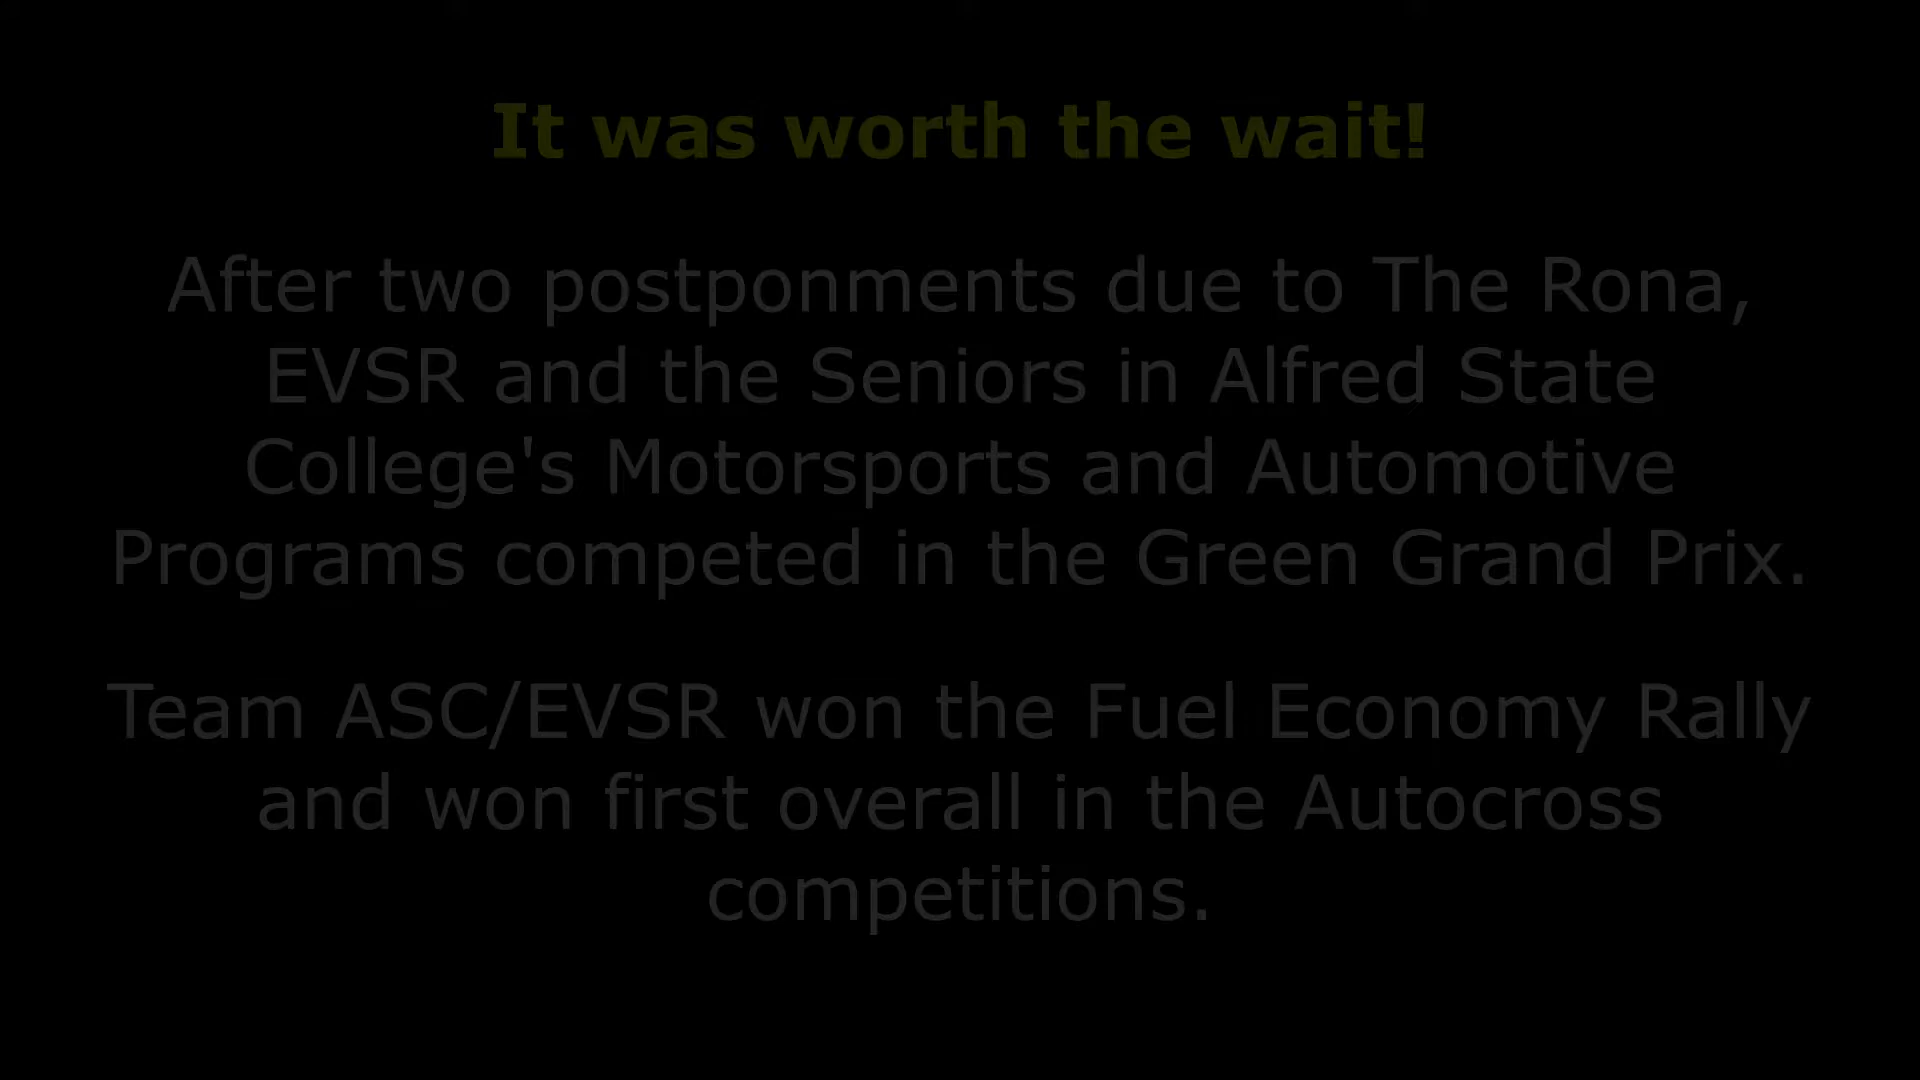 It was worth the wait!
After two postponments due to The Rona,
EVSR and the Seniors in Alfred State
College's Motorsports and Automotive
Programs competed in the Green Grand Prix.
Team ASC/EVSR won the Fuel Economy Rally
and won first overall in the Autocross
competitions.